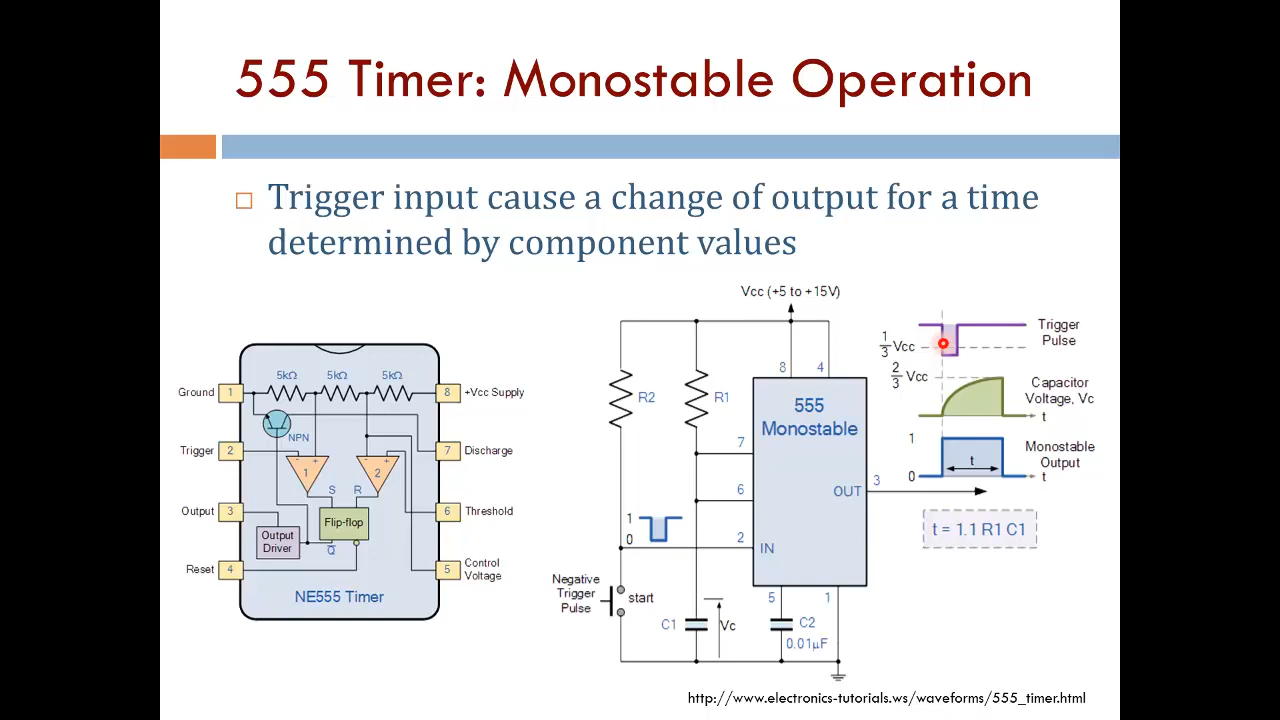 555 Timer: Monostable Operation
Trigger input cause a change of output for a time
determined by component values
5kΩ 5kΩ 5kΩ
Ground 1
8 +Vcc Supply
NPN
Trigger 2
7 Discharge
- +
- +
1
2
S R
Output 3
6 Threshold
Flip-flop
Output
Driver
Q̅
Reset 4
5 Control
Voltage
NE555 Timer
Vcc (+5 to +15V)
8 4
R2
R1
555
Monostable
7
6
OUT
3
1
0
2
IN
Negative
Trigger
Pulse
start
5 1
C1
Vc
C2
0.01µF
1/3 Vcc
Trigger
Pulse
2/3 Vcc
Capacitor
Voltage, Vc
t
1
Monostable
Output
t
0
t
t = 1.1 R1 C1
http://www.electronics-tutorials.ws/waveforms/555_timer.html